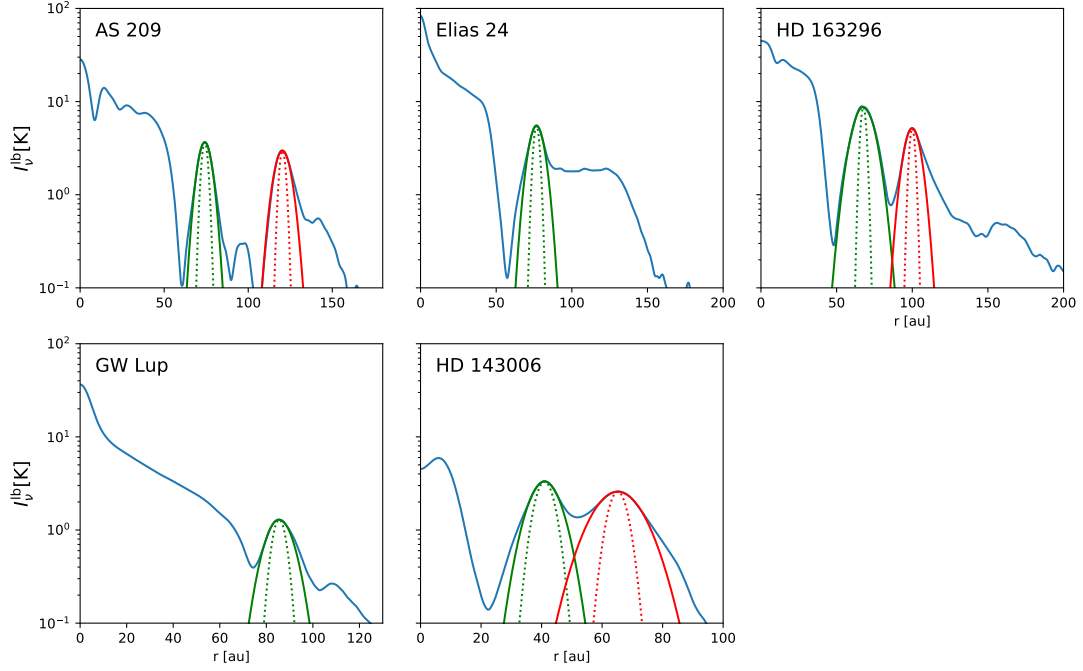 AS 209
Elias 24
HD 163296
10² 10¹ 10⁰ 10⁻¹
I_ν^lb[K]
0 50 100 150
0 50 100 150 200
0 50 100 150 200
r [au]
GW Lup
HD 143006
10² 10¹ 10⁰ 10⁻¹
I_ν^lb[K]
0 20 40 60 80 100 120
0 20 40 60 80 100
r [au]
r [au]